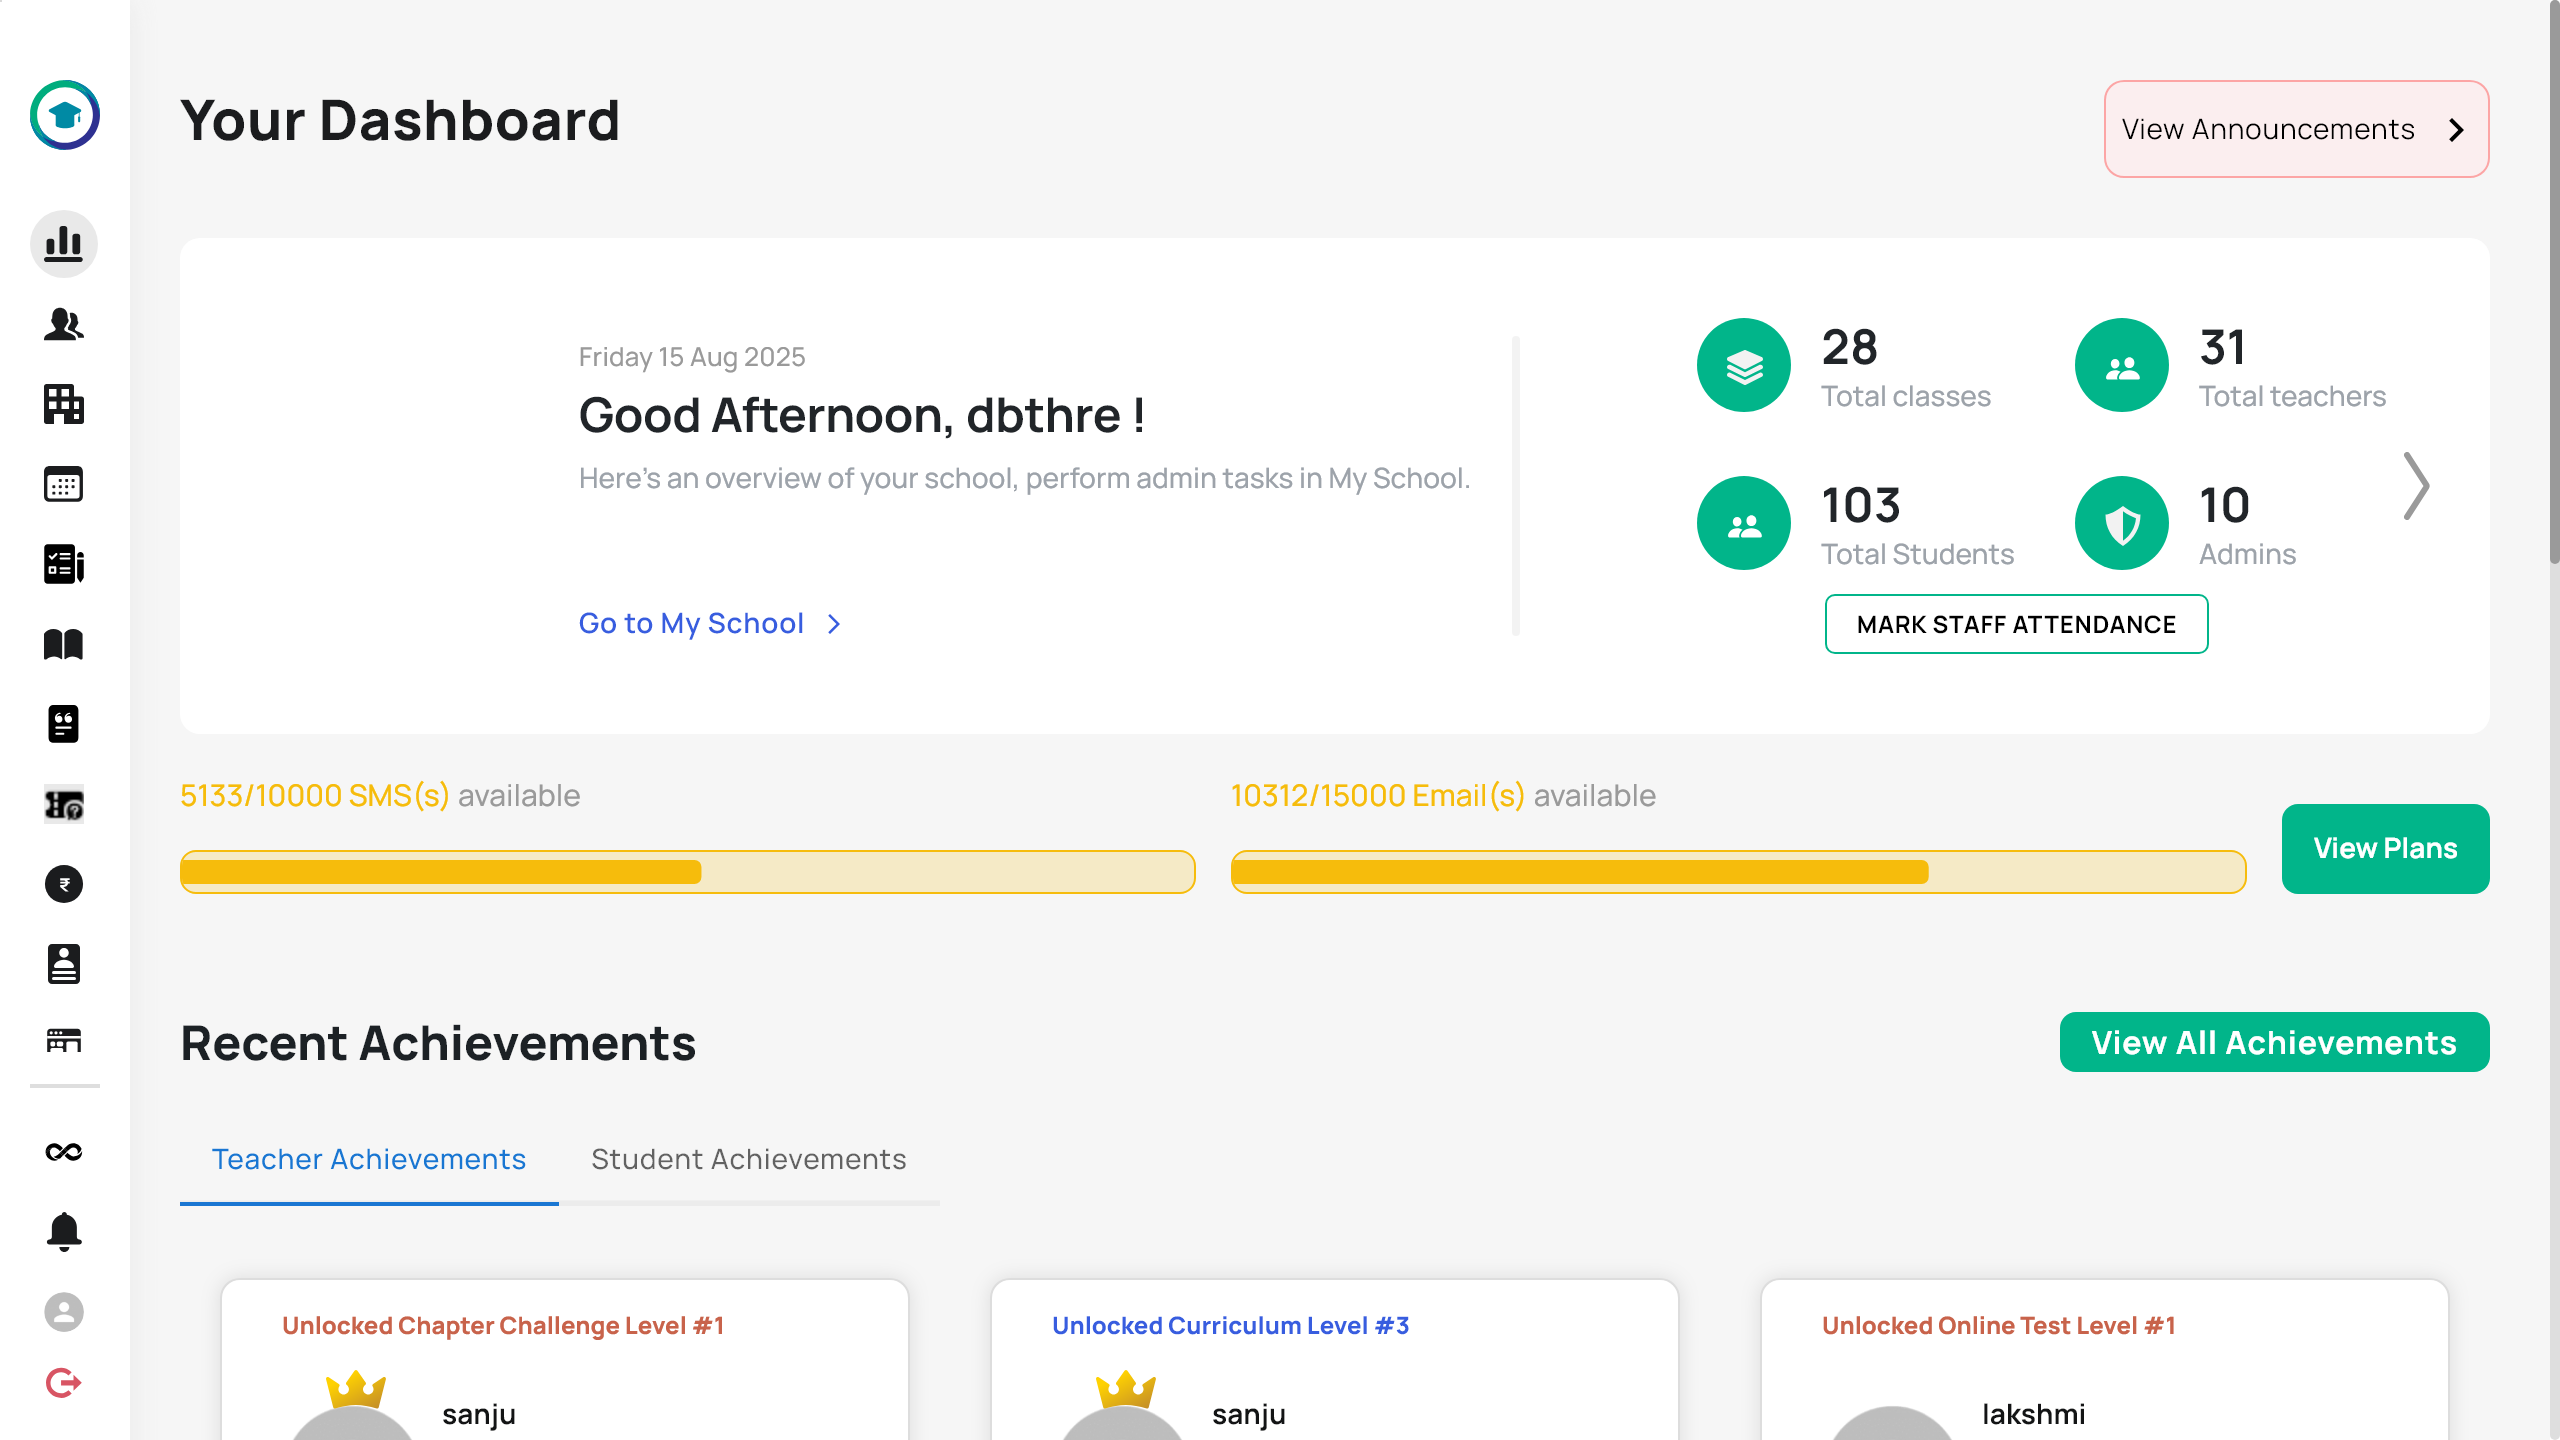 Your Dashboard
View Announcements
Friday 15 Aug 2025
Good Afternoon, dbthre !
Here's an overview of your school, perform admin tasks in My School.
Go to My School
28
Total classes
31
Total teachers
103
Total Students
10
Admins
MARK STAFF ATTENDANCE
5133/10000 SMS(s) available
10312/15000 Email(s) available
View Plans
Recent Achievements
View All Achievements
Teacher Achievements
Student Achievements
Unlocked Chapter Challenge Level #1
sanju
Unlocked Curriculum Level #3
sanju
Unlocked Online Test Level #1
lakshmi